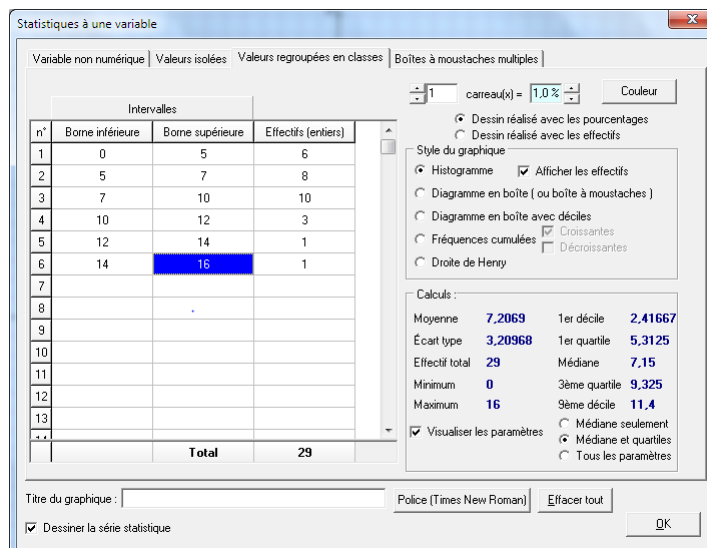 Statistiques à une variable
Variable non numérique Valeurs isolées Valeurs regroupées en classes Boîtes à moustaches multiples
1 carreau(x) = 1,0 % Couleur
Dessin réalisé avec les pourcentages
Dessin réalisé avec les effectifs
Intervalles
n° Borne inférieure Borne supérieure Effectifs (entiers)
1 0 5 6
2 5 7 8
3 7 10 10
4 10 12 3
5 12 14 1
6 14 16 1
7
8
9
10
11
12
13
Total 29
Style du graphique
Histogramme Afficher les effectifs
Diagramme en boîte ( ou boîte à moustaches )
Diagramme en boîte avec déciles
Fréquences cumulées Croissantes
Décroissantes
Droite de Henry
Calculs :
Moyenne 7,2069 1er décile 2,41667
Écart type 3,20968 1er quartile 5,3125
Effectif total 29 Médiane 7,15
Minimum 0 3ème quartile 9,325
Maximum 16 9ème décile 11,4
Visualiser les paramètres
Médiane seulement
Médiane et quartiles
Tous les paramètres
Titre du graphique : Police (Times New Roman) Effacer tout
Dessiner la série statistique
OK